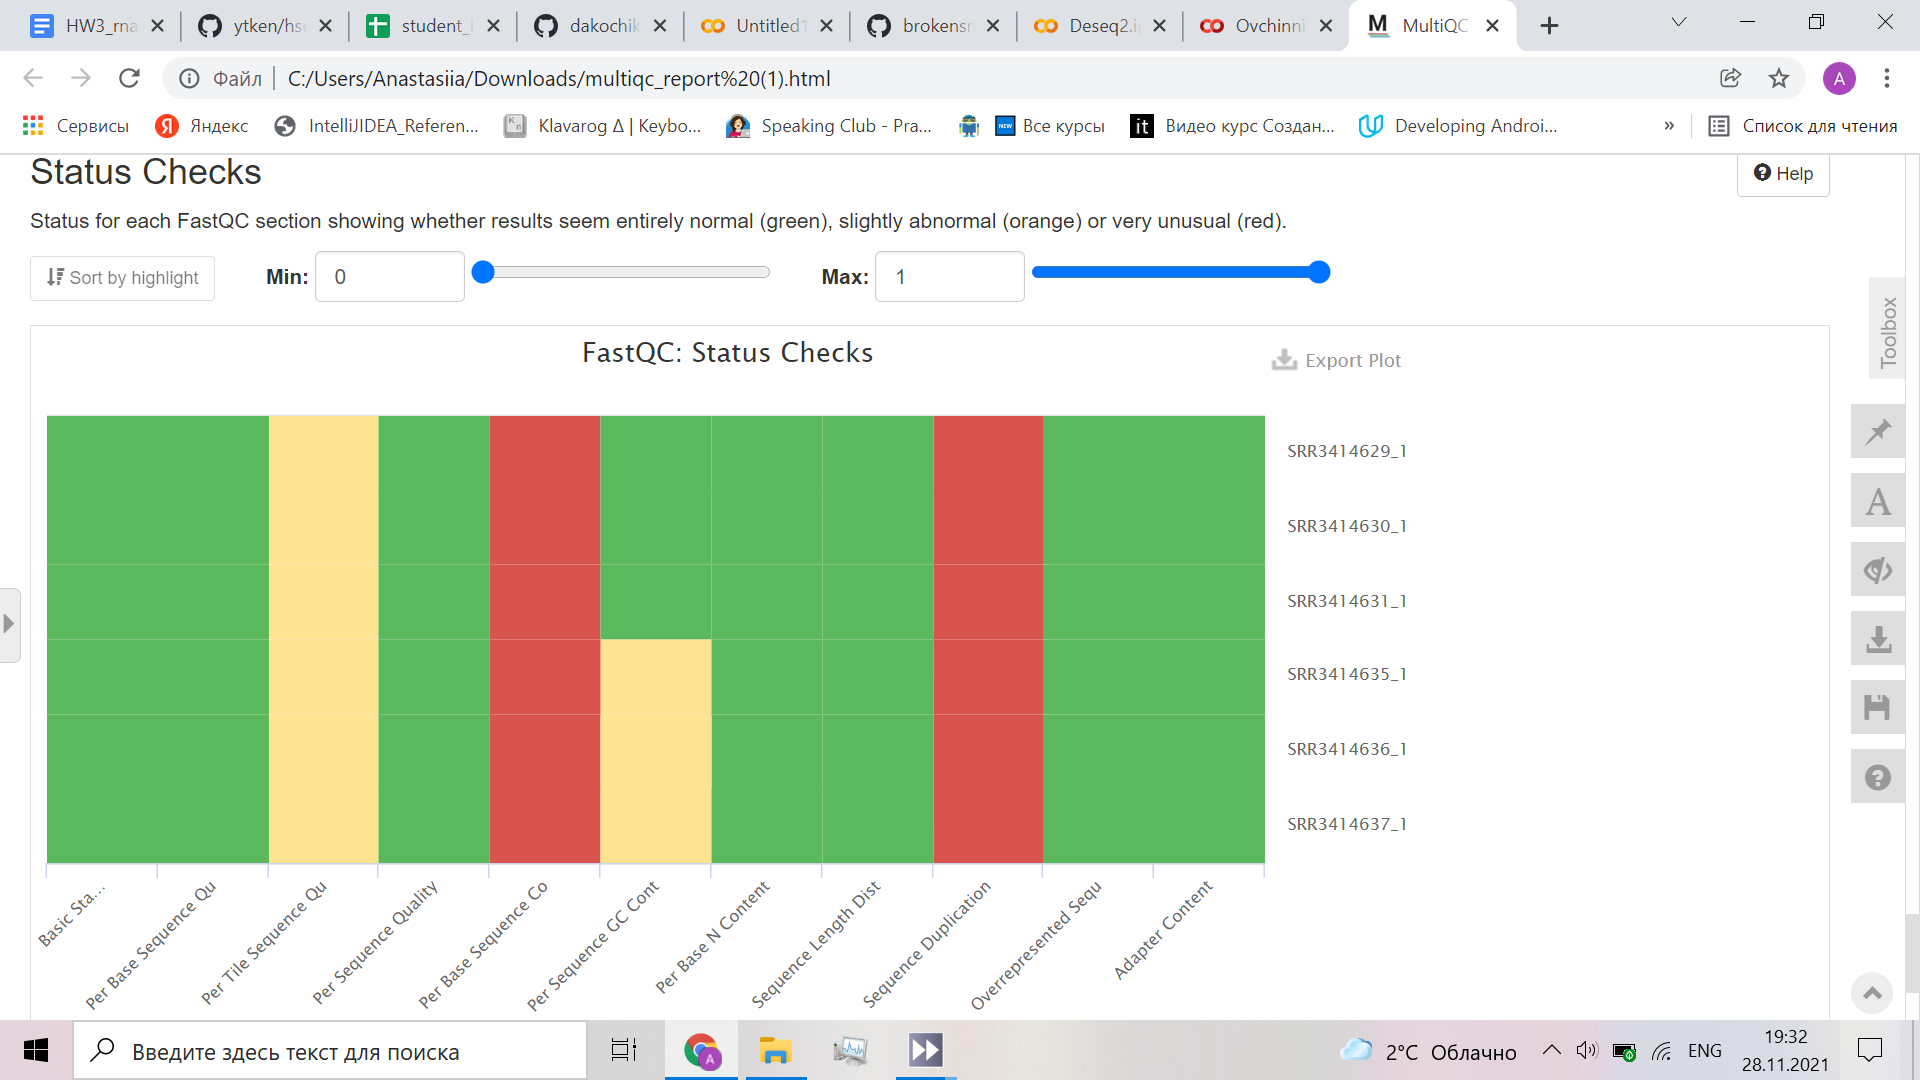 HW3_rna
ytken/hse
student_h
dakochik
Untitled1
brokensn
Deseq2.i
Ovchinni
MultiQC
Файл
C:/Users/Anastasiia/Downloads/multiqc_report%20(1).html
A
Сервисы
Яндекс
IntelliJIDEA_Referen...
Klavarog Δ | Keybo...
Speaking Club - Pra...
NEW
Все курсы
it
Видео курс Создан...
Developing Androi...
»
Список для чтения
Status Checks
Help
Status for each FastQC section showing whether results seem entirely normal (green), slightly abnormal (orange) or very unusual (red).
Sort by highlight
Min: 0
Max: 1
Toolbox
FastQC: Status Checks
Export Plot
SRR3414629_1
SRR3414630_1
SRR3414631_1
SRR3414635_1
SRR3414636_1
SRR3414637_1
Basic Sta...
Per Base Sequence Qu
Per Tile Sequence Qu
Per Sequence Quality
Per Base Sequence Co
Per Sequence GC Cont
Per Base N Content
Sequence Length Dist
Sequence Duplication
Overrepresented Sequ
Adapter Content
A
Введите здесь текст для поиска
A
2°C Облачно
ENG
19:32
28.11.2021